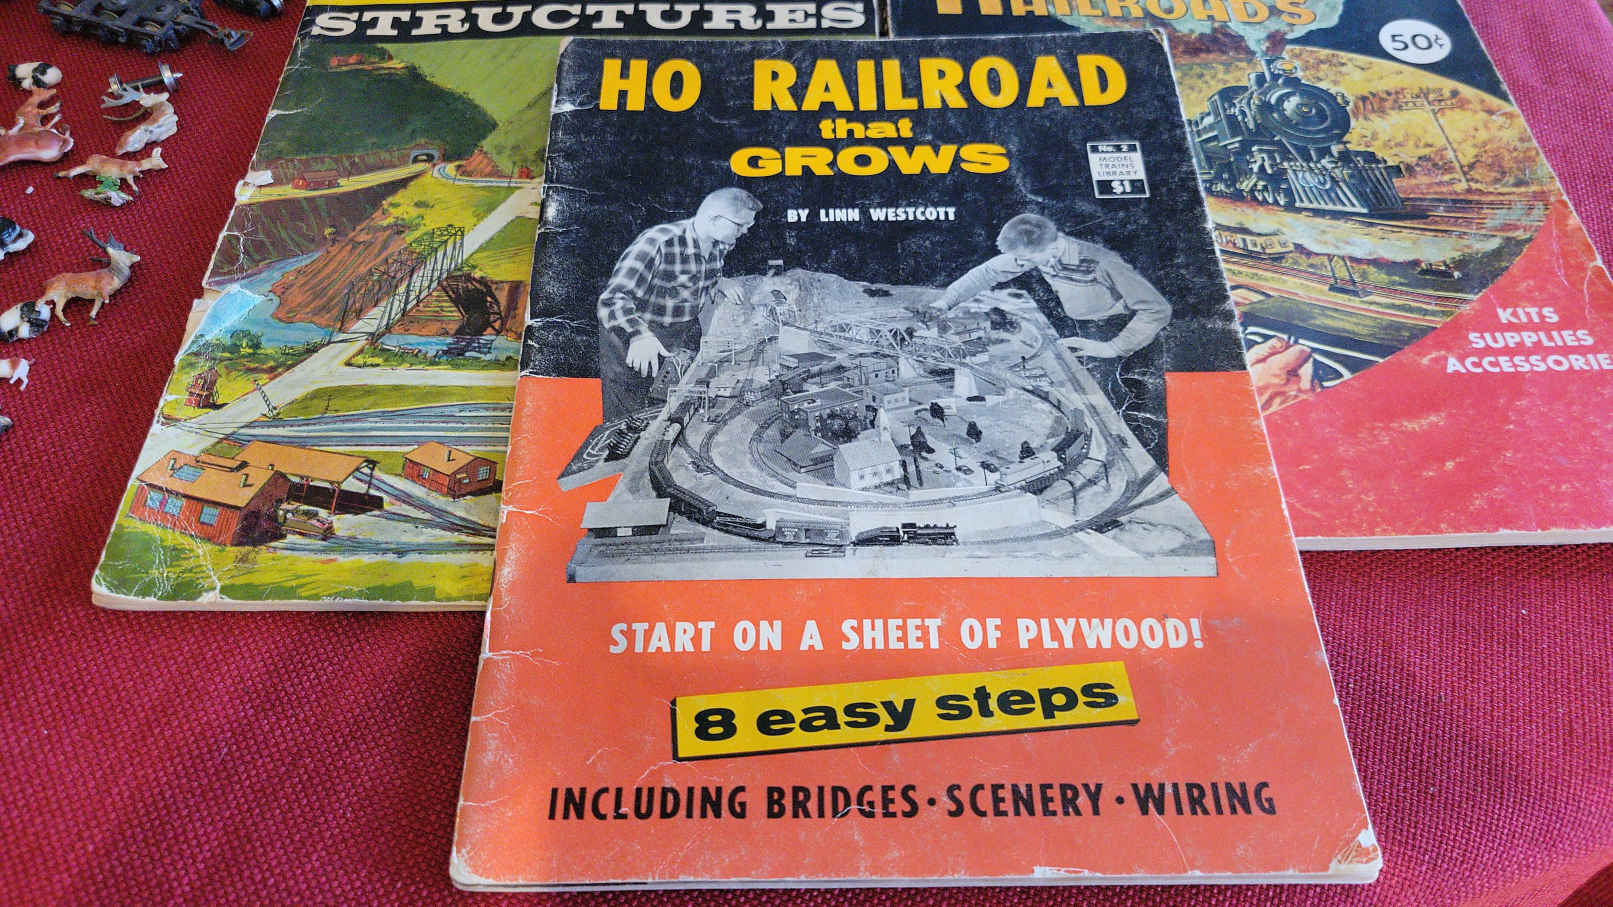 STRUCTURES
RAILROADS
50¢
KITS
SUPPLIES
HO RAILROAD
that
GROWS
No. 2
MODEL
TRAINS
LIBRARY
$1
BY LINN WESTCOTT
START ON A SHEET OF PLYWOOD!
8 easy steps
INCLUDING BRIDGES · SCENERY · WIRING